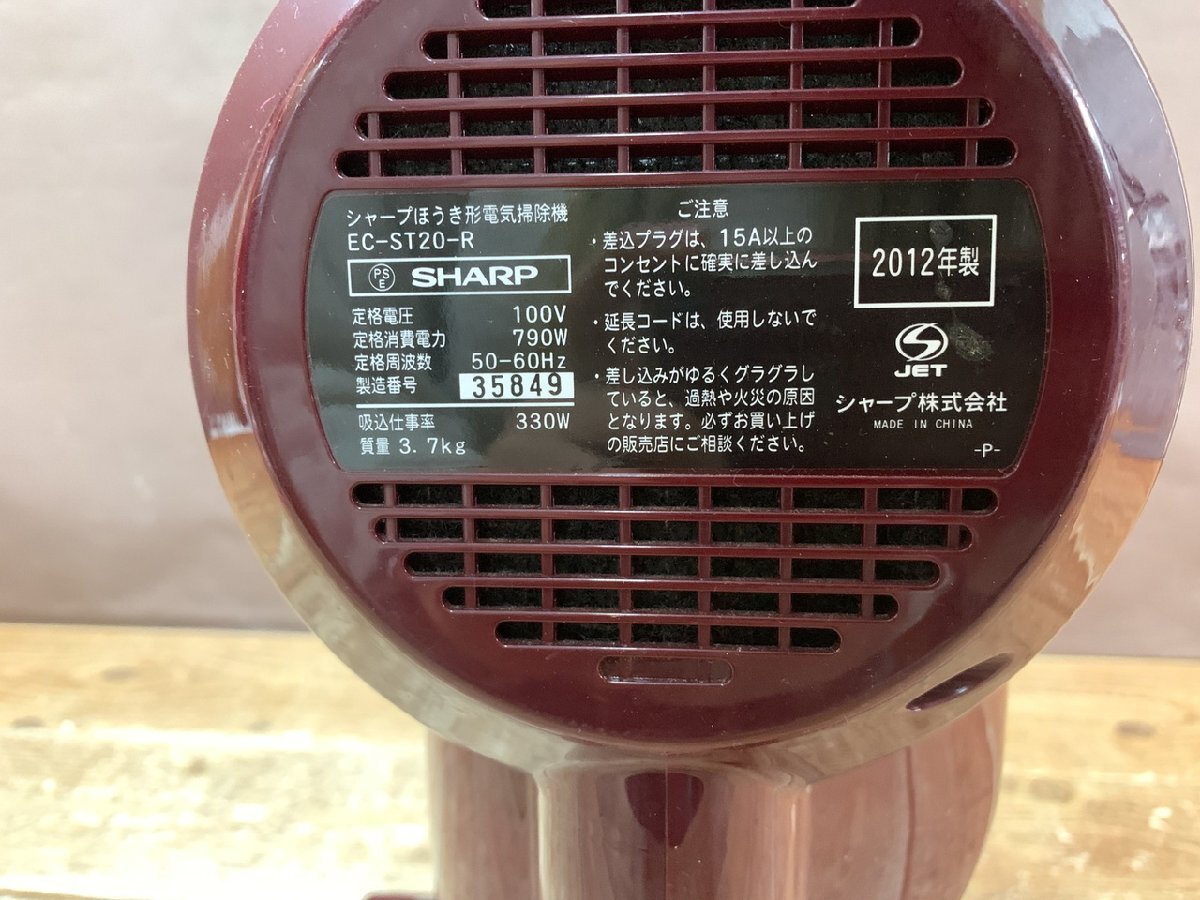 シャープほうき形電気掃除機
EC-ST20-R
PS
E
SHARP
定格電圧 100V
定格消費電力 790W
定格周波数 50-60Hz
製造番号 35849
吸込仕事率 330W
質量 3.7kg
ご注意
・差込プラグは、15A以上の
コンセントに確実に差し込ん
でください。
・延長コードは、使用しないで
ください。
・差し込みがゆるくグラグラし
ていると、過熱や火災の原因
となります。必ずお買い上げ
の販売店にご相談ください。
2012年製
JET
シャープ株式会社
MADE IN CHINA
-P-